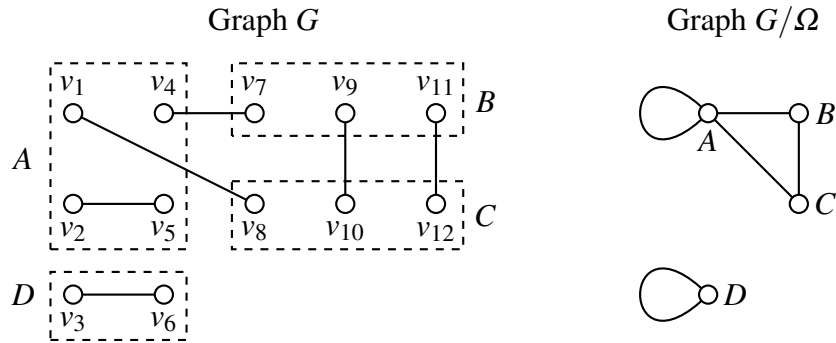 Graph G Graph G/Ω
v₁ v₄ v₇ v₉ v₁₁
B B
A A
C C
v₂ v₅ v₈ v₁₀ v₁₂
D D
v₃ v₆